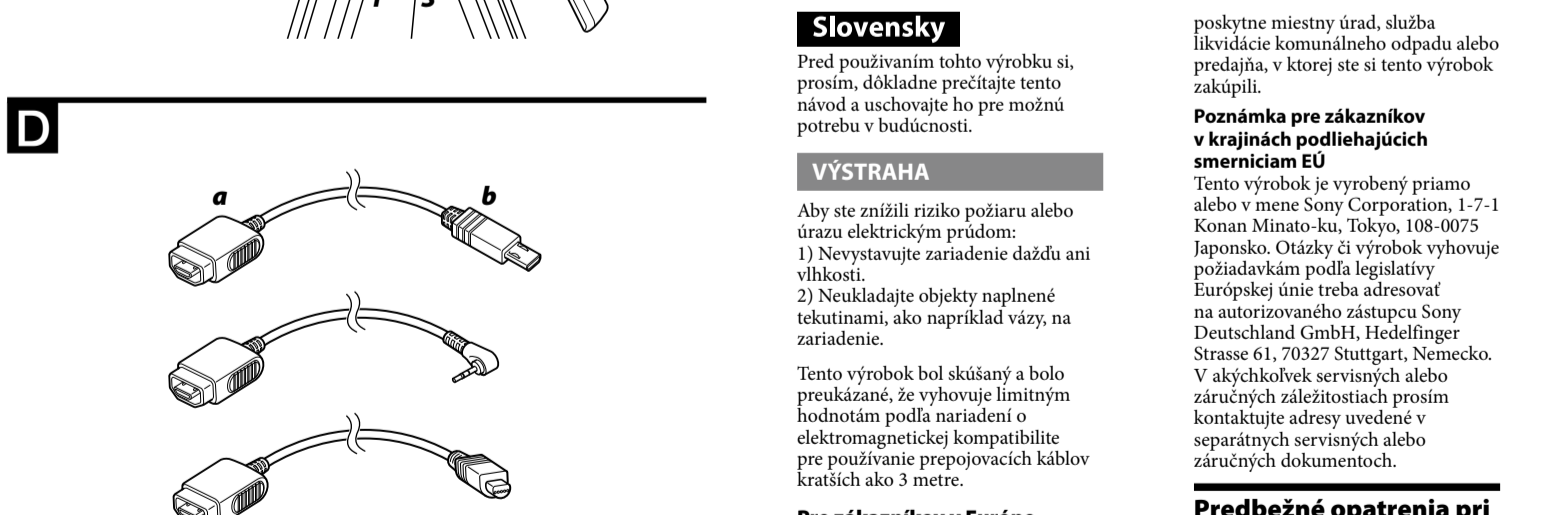 D
a
b
Slovensky
Pred použivaním tohto výrobku si,
prosím, dôkladne prečítajte tento
návod a uschovajte ho pre možnú
potrebu v budúcnosti.
VÝSTRAHA
Aby ste znížili riziko požiaru alebo
úrazu elektrickým prúdom:
1) Nevystavujte zariadenie dažďu ani
vlhkosti.
2) Neukladajte objekty naplnené
tekutinami, ako napríklad vázy, na
zariadenie.
Tento výrobok bol skúšaný a bolo
preukázané, že vyhovuje limitným
hodnotám podľa nariadení o
elektromagnetickej kompatibilite
pre používanie prepojovacích káblov
kratších ako 3 metre.
Pre zákazníkov v Európe
poskytne miestny úrad, služba
likvidácie komunálneho odpadu alebo
predajňa, v ktorej ste si tento výrobok
zakúpili.
Poznámka pre zákazníkov
v krajinách podliehajúcich
smerniciam EÚ
Tento výrobok je vyrobený priamo
alebo v mene Sony Corporation, 1-7-1
Konan Minato-ku, Tokyo, 108-0075
Japonsko. Otázky či výrobok vyhovuje
požiadavkám podľa legislatívy
Európskej únie treba adresovať
na autorizovaného zástupcu Sony
Deutschland GmbH, Hedelfinger
Strasse 61, 70327 Stuttgart, Nemecko.
V akýchkoľvek servisných alebo
záručných záležitostiach prosím
kontaktujte adresy uvedené v
separátnych servisných alebo
záručných dokumentoch.
Predbežné opatrenia pri